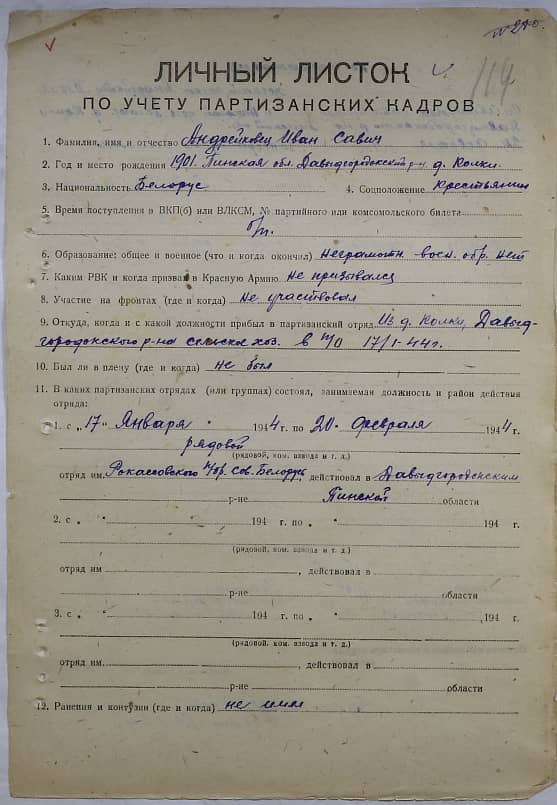 114
ЛИЧНЫЙ ЛИСТОК
ПО УЧЕТУ ПАРТИЗАНСКИХ КАДРОВ
1. Фамилия, имя и отчество Андрейковец Иван Савич
2. Год и место рождения 1901. Пинская обл. Давыдгородокский р-н д. Колки.
3. Национальность Белорус 4. Соцположение крестьянин
5. Время поступления в ВКП(б) или ВЛКСМ, № партийного или комсомольского билета
б/п.
6. Образование: общее и военное (что и когда окончил) неграмотн. воен. обр. нет
7. Каким РВК и когда призван в Красную Армию не призывался
8. Участие на фронтах (где и когда) не участвовал
9. Откуда, когда и с какой должности прибыл в партизанский отряд Из д. Колки, Давыд-
городокского р-на сельское хоз. в п/о 17/I-44г.
10. Был ли в плену (где и когда) не был
11. В каких партизанских отрядах (или группах) состоял, занимаемая должность и район действия
отряда:
1. с „17" Января 1944 г. по 20. Февраля 1944 г.
рядовой
(рядовой, ком. взвода и т. д.)
отряд им. бр. Сов. Белорус, действовал в Давыдгороденским
р-не Пинской области
2. с „ " 194 г. по „ " 194 г.
(рядовой, ком. взвода и т. д.)
отряд им , действовал в
р-не области
3. с „ " 194 г. по „ " 194 г.
(рядовой, ком. взвода и т. д.)
отряд им. , действовал в
р-не области
12. Ранения и контузии (где и когда) не имел